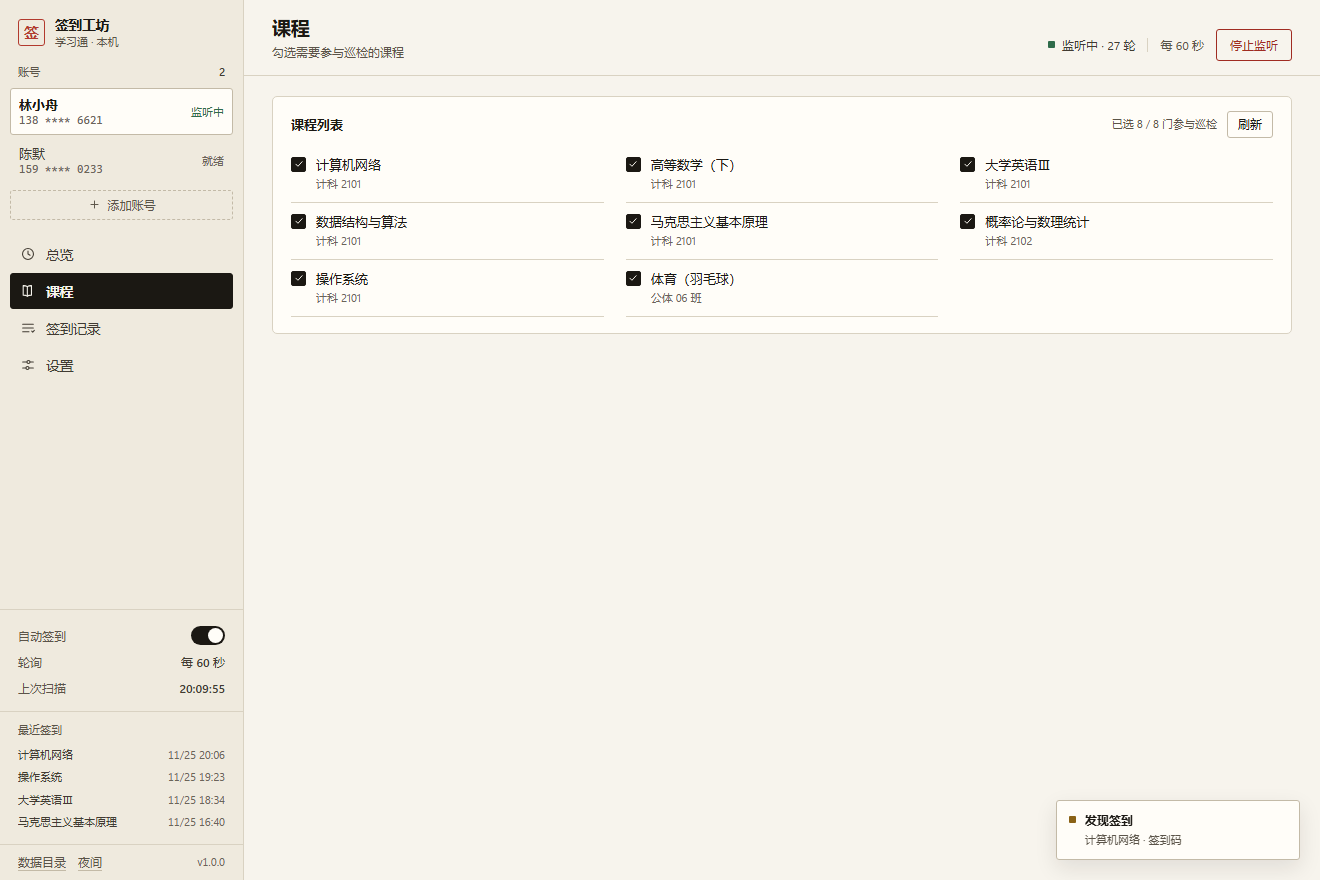 签
签到工坊
学习通 · 本机
账号 2
林小舟
138 **** 6621
监听中
陈默
159 **** 0233
就绪
添加账号
总览
课程
签到记录
设置
自动签到
轮询 每 60 秒
上次扫描 20:09:55
最近签到
计算机网络 11/25 20:06
操作系统 11/25 19:23
大学英语Ⅲ 11/25 18:34
马克思主义基本原理 11/25 16:40
数据目录 夜间 v1.0.0
课程
勾选需要参与巡检的课程
监听中 · 27 轮 每 60 秒 停止监听
课程列表 已选 8 / 8 门参与巡检 刷新
计算机网络
计科 2101
高等数学（下）
计科 2101
大学英语Ⅲ
计科 2101
数据结构与算法
计科 2101
马克思主义基本原理
计科 2101
概率论与数理统计
计科 2102
操作系统
计科 2101
体育（羽毛球）
公体 06 班
发现签到
计算机网络 · 签到码